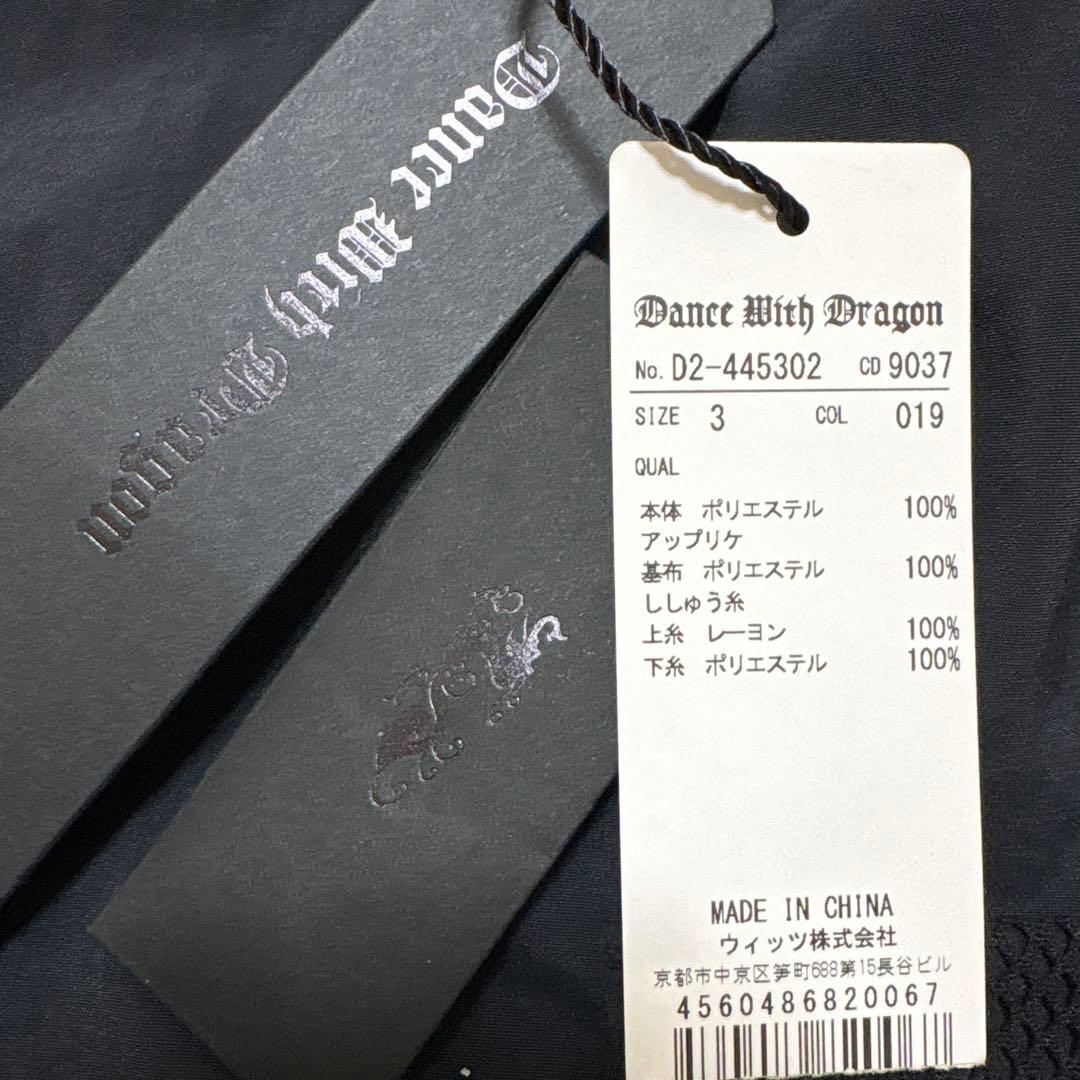 Dance With Dragon
Dance With Dragon
No. D2-445302 CD 9037
SIZE 3 COL 019
QUAL
本体 ポリエステル 100%
アップリケ
基布 ポリエステル 100%
ししゅう糸
上糸 レーヨン 100%
下糸 ポリエステル 100%
MADE IN CHINA
ウィッツ株式会社
京都市中京区笋町688第15長谷ビル
4560486820067